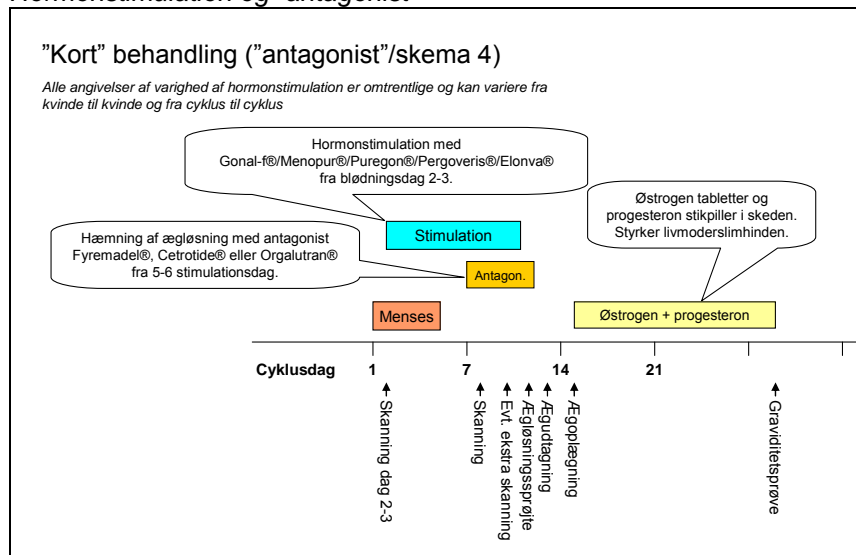 Hormonstimulation og "antagonist"
"Kort" behandling ("antagonist"/skema 4)
Alle angivelser af varighed af hormonstimulation er omtrentlige og kan variere fra
kvinde til kvinde og fra cyklus til cyklus
Hormonstimulation med
Gonal-f®/Menopur®/Puregon®/Pergoveris®/Elonva®
fra blødningsdag 2-3.
Østrogen tabletter og
progesteron stikpiller i skeden.
Styrker livmoderslimhinden.
Stimulation
Hæmning af ægløsning med antagonist
Fyremadel®, Cetrotide® eller Orgalutran®
fra 5-6 stimulationsdag.
Antagon.
Menses
Østrogen + progesteron
Cyklusdag 1 7 14 21
Skanning dag 2-3
Skanning
Evt. ekstra skanning
Ægløsningssprøjte
Ægudtagning
Ægoplægning
Graviditetsprøve